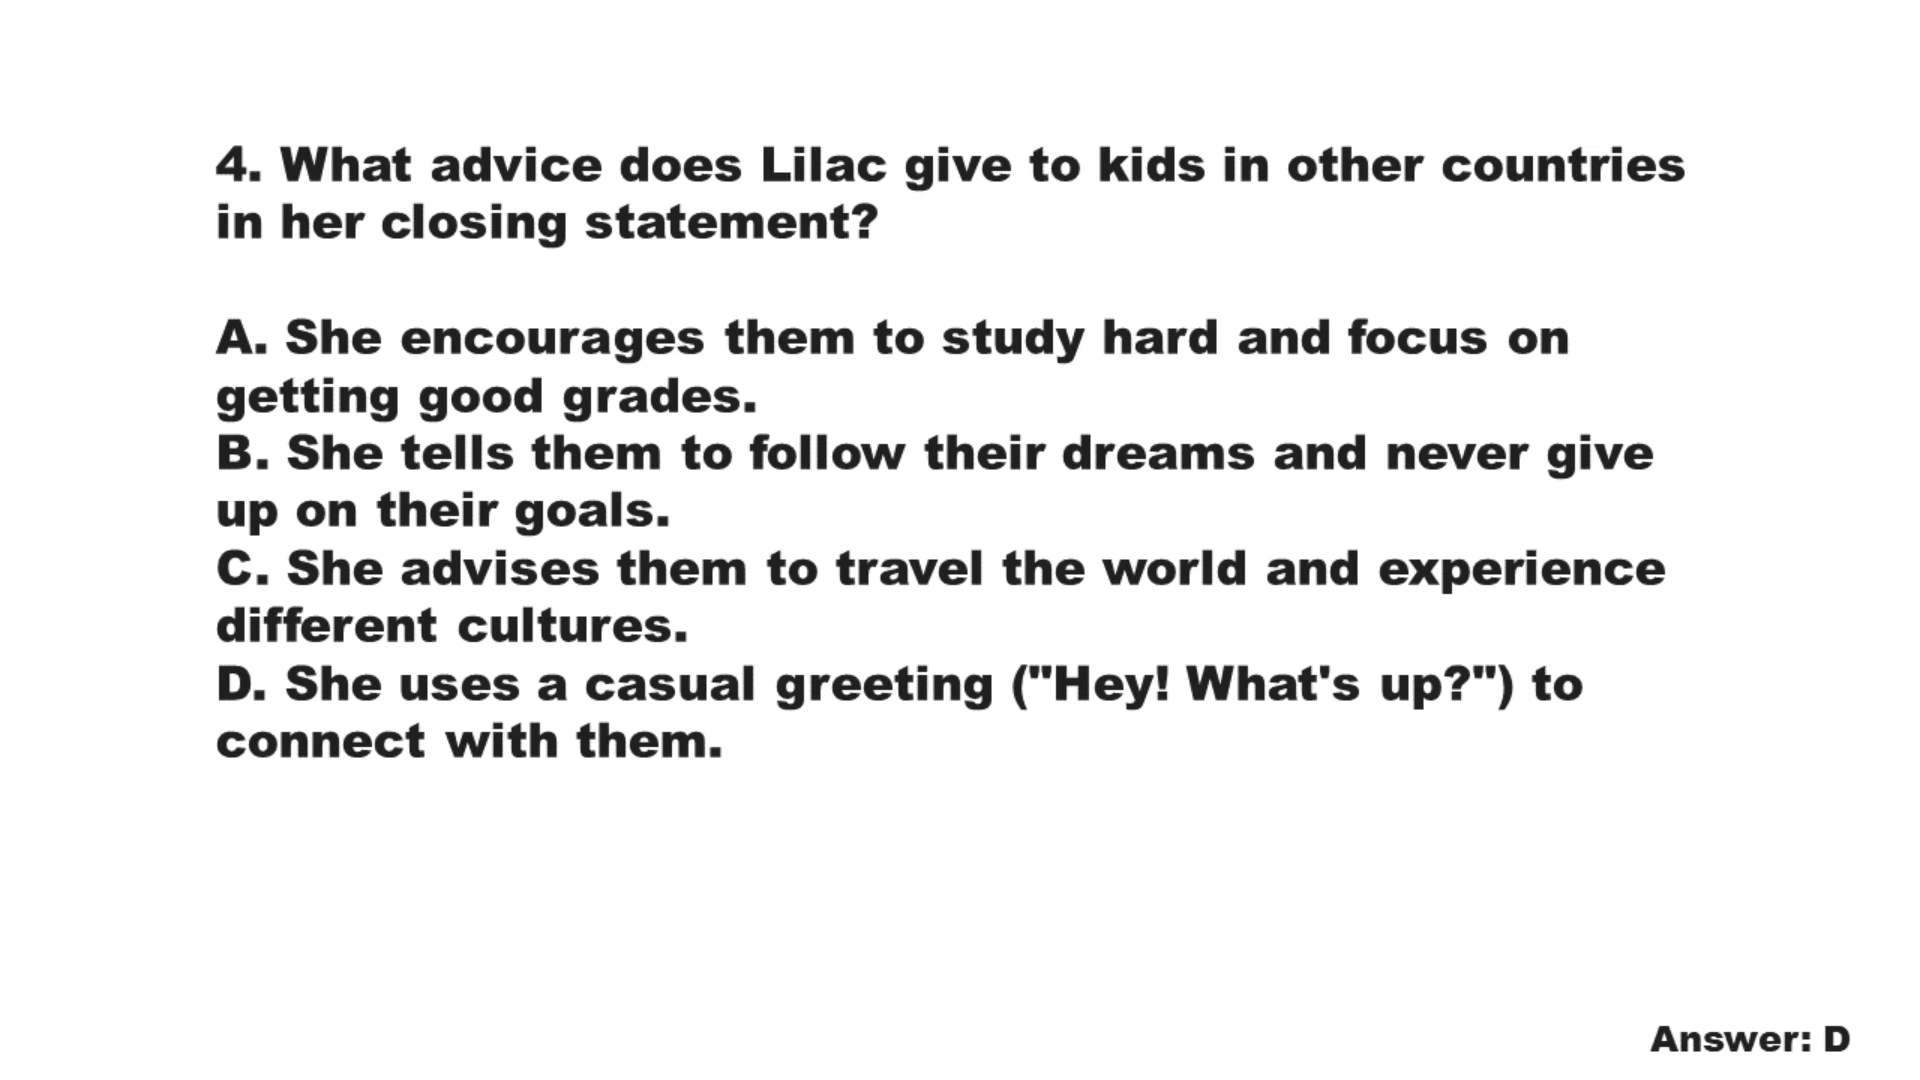 4. What advice does Lilac give to kids in other countries
in her closing statement?
A. She encourages them to study hard and focus on
getting good grades.
B. She tells them to follow their dreams and never give
up on their goals.
C. She advises them to travel the world and experience
different cultures.
D. She uses a casual greeting ("Hey! What's up?") to
connect with them.
Answer: D